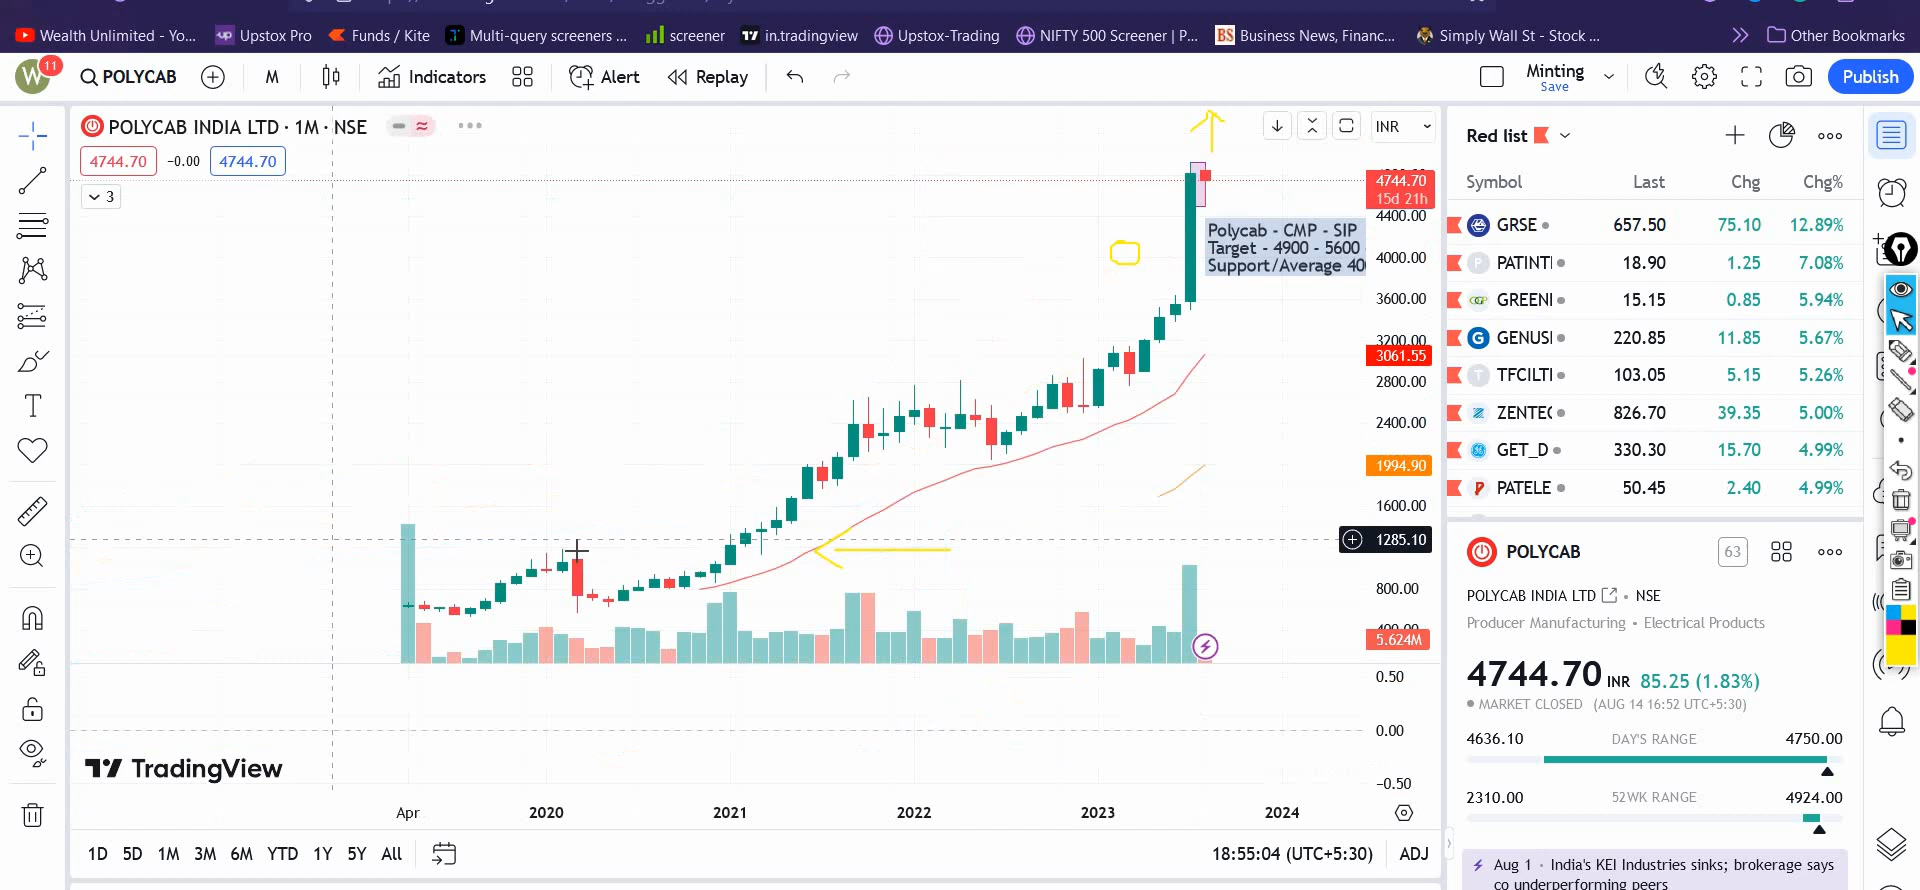 Wealth Unlimited - Yo... Upstox Pro Funds / Kite Multi-query screeners ... screener in.tradingview Upstox-Trading NIFTY 500 Screener | P... BS Business News, Financ... Simply Wall St - Stock ... Other Bookmarks
W 11 POLYCAB M Indicators Alert Replay Minting Save Publish
POLYCAB INDIA LTD · 1M · NSE
INR
4744.70 -0.00 4744.70
3
4744.70
15d 21h
4400.00
4000.00
3600.00
3200.00
3061.55
2800.00
2400.00
1994.90
1600.00
1285.10
800.00
5.624M
0.50
0.00
-0.50
Polycab - CMP - SIP
Target - 4900 - 5600
Support/Average
TradingView
Apr 2020 2021 2022 2023 2024
1D 5D 1M 3M 6M YTD 1Y 5Y All
18:55:04 (UTC+5:30) ADJ
Red list
Symbol Last Chg Chg%
GRSE 657.50 75.10 12.89%
PATINTI 18.90 1.25 7.08%
GREENI 15.15 0.85 5.94%
G GENUSI 220.85 11.85 5.67%
T TFCILTI 103.05 5.15 5.26%
ZENTEC 826.70 39.35 5.00%
GET_D 330.30 15.70 4.99%
PATELE 50.45 2.40 4.99%
POLYCAB 63
POLYCAB INDIA LTD • NSE
Producer Manufacturing • Electrical Products
4744.70 INR 85.25 (1.83%)
MARKET CLOSED (AUG 14 16:52 UTC+5:30)
4636.10 DAY'S RANGE 4750.00
2310.00 52WK RANGE 4924.00
Aug 1 · India's KEI Industries sinks; brokerage says
co underperforming peers